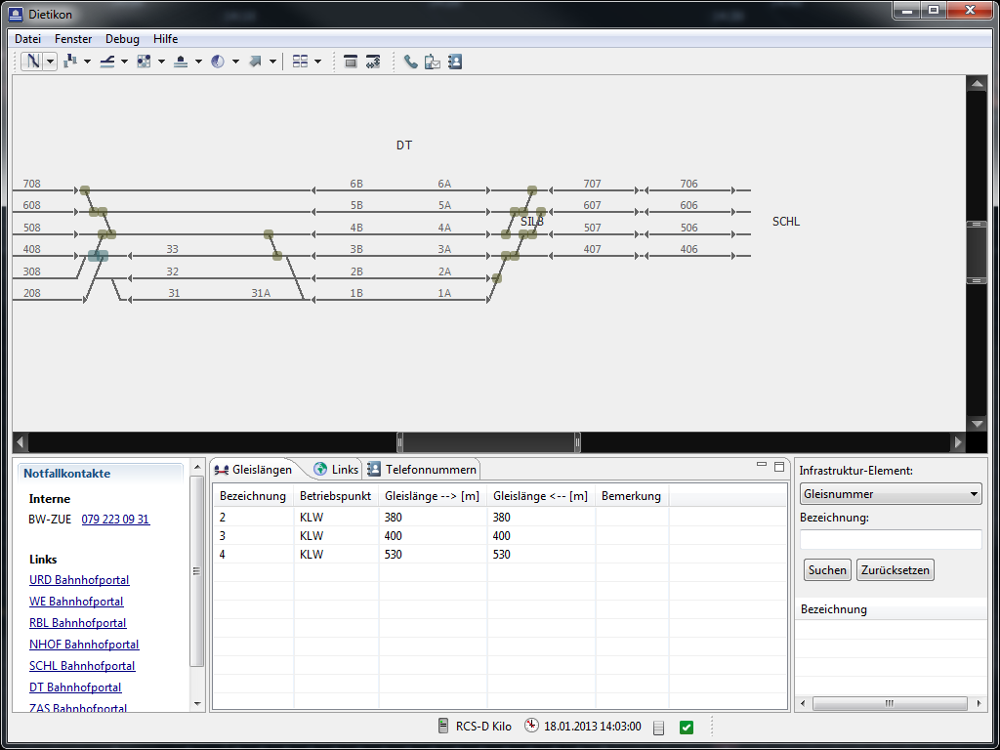 Dietikon
Datei Fenster Debug Hilfe
DT
708 6B 6A 707 706
608 5B 5A 607 606
SILB SCHL
508 4B 4A 507 506
408 33 3B 3A 407 406
308 32 2B 2A
208 31 31A 1B 1A
Notfallkontakte
Interne
BW-ZUE 079 223 09 31
Links
URD Bahnhofportal
WE Bahnhofportal
RBL Bahnhofportal
NHOF Bahnhofportal
SCHL Bahnhofportal
DT Bahnhofportal
ZAS Bahnhofportal
Gleislängen Links Telefonnummern
Bezeichnung Betriebspunkt Gleislänge --> [m] Gleislänge <-- [m] Bemerkung
2 KLW 380 380
3 KLW 400 400
4 KLW 530 530
Infrastruktur-Element:
Gleisnummer
Bezeichnung:
Suchen Zurücksetzen
Bezeichnung
RCS-D Kilo 18.01.2013 14:03:00